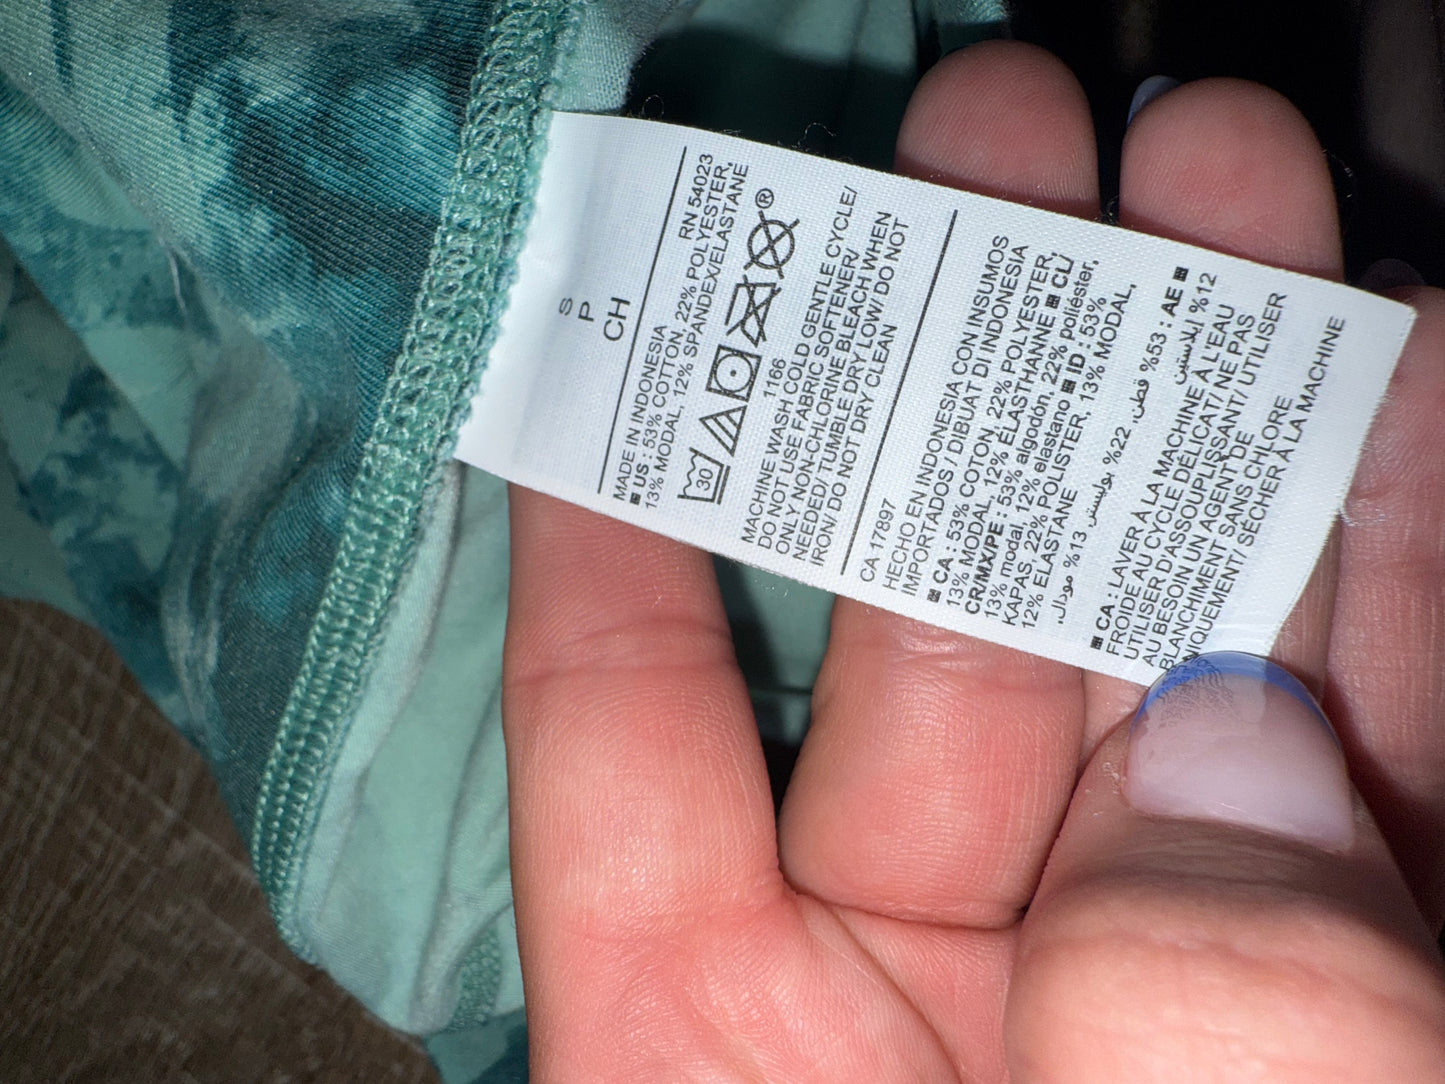 S
P
CH
RN 54023
MADE IN INDONESIA
■ US : 53% COTTON, 22% POLYESTER,
13% MODAL, 12% SPANDEX/ELASTANE
30
®
1166
MACHINE WASH COLD GENTLE CYCLE/
DO NOT USE FABRIC SOFTENER/
ONLY NON-CHLORINE BLEACH WHEN
NEEDED/ TUMBLE DRY LOW/ DO NOT
IRON/ DO NOT DRY CLEAN
CA 17897
HECHO EN INDONESIA CON INSUMOS
IMPORTADOS / DIBUAT DI INDONESIA
■ CA : 53% COTON, 22% POLYESTER,
13% MODAL, 12% ÉLASTHANNE ■ CL/
CR/MX/PE : 53% algodón, 22% poliéster,
13% modal, 12% elastano ■ ID : 53%
KAPAS, 22% POLISTER, 13% MODAL,
12% ELASTANE
■ AE : 53% قطن، 22% بوليستر، 13% مودال،
12% إيلاستين
■ CA : LAVER À LA MACHINE À L'EAU
FROIDE AU CYCLE DÉLICAT/ NE PAS
UTILISER D'ASSOUPLISSANT/ UTILISER
AU BESOIN UN AGENT DE
BLANCHIMENT SANS CHLORE
UNIQUEMENT/ SÉCHER À LA MACHINE